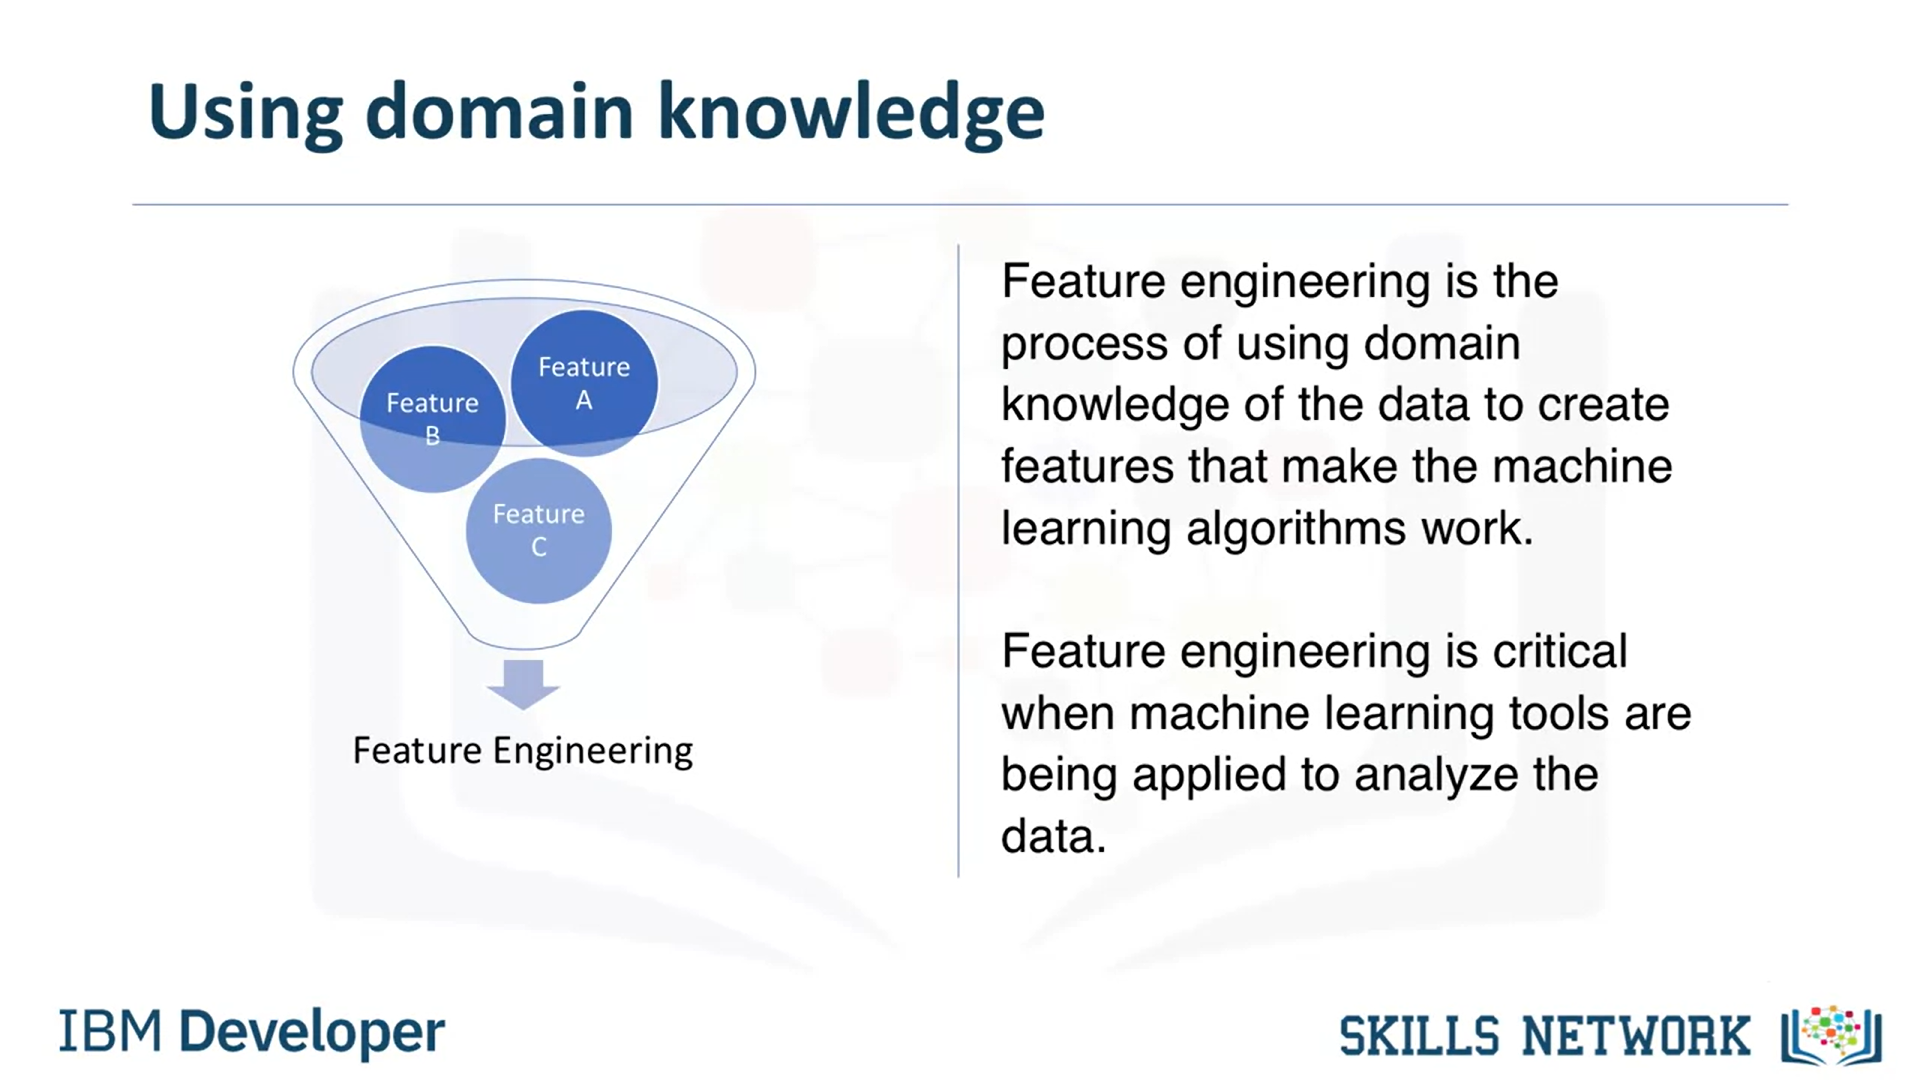 Using domain knowledge
Feature
A
Feature
B
Feature
C
Feature Engineering
Feature engineering is the
process of using domain
knowledge of the data to create
features that make the machine
learning algorithms work.
Feature engineering is critical
when machine learning tools are
being applied to analyze the
data.
IBM Developer
SKILLS NETWORK